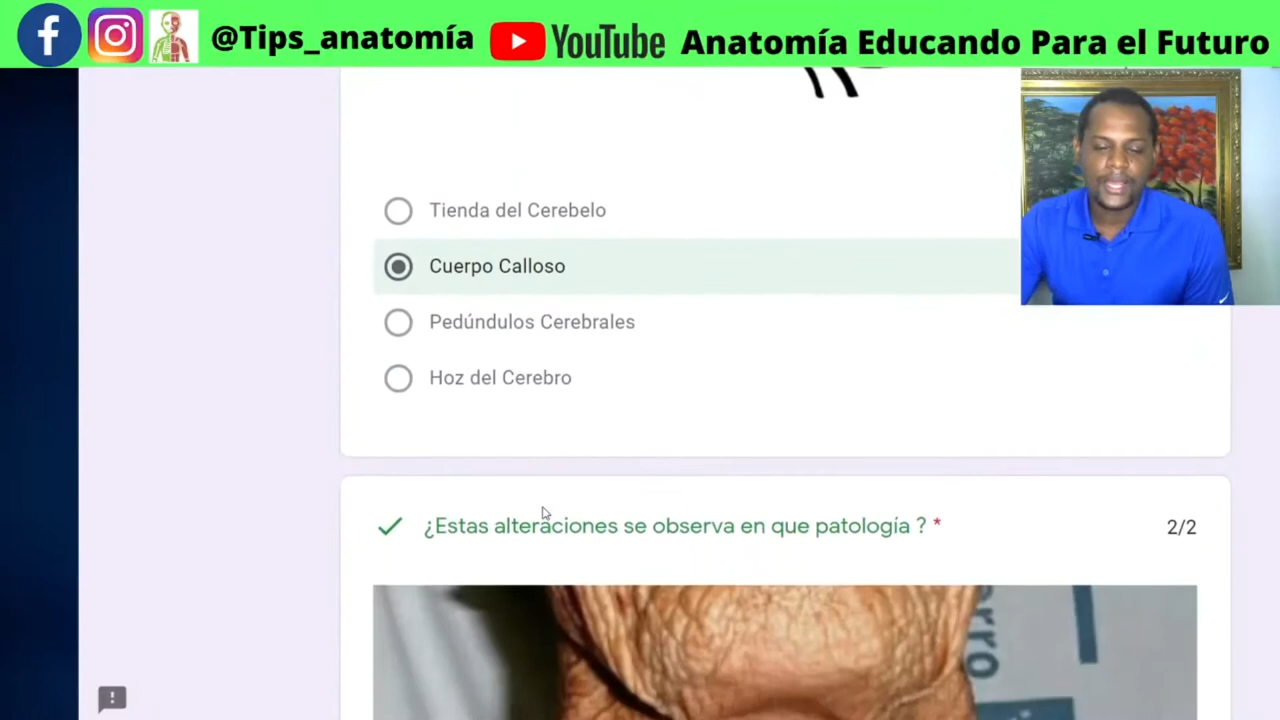 @Tips_anatomía YouTube Anatomía Educando Para el Futuro
Tienda del Cerebelo
Cuerpo Calloso
Pedúndulos Cerebrales
Hoz del Cerebro
¿Estas alteraciones se observa en que patología ? * 2/2
erro